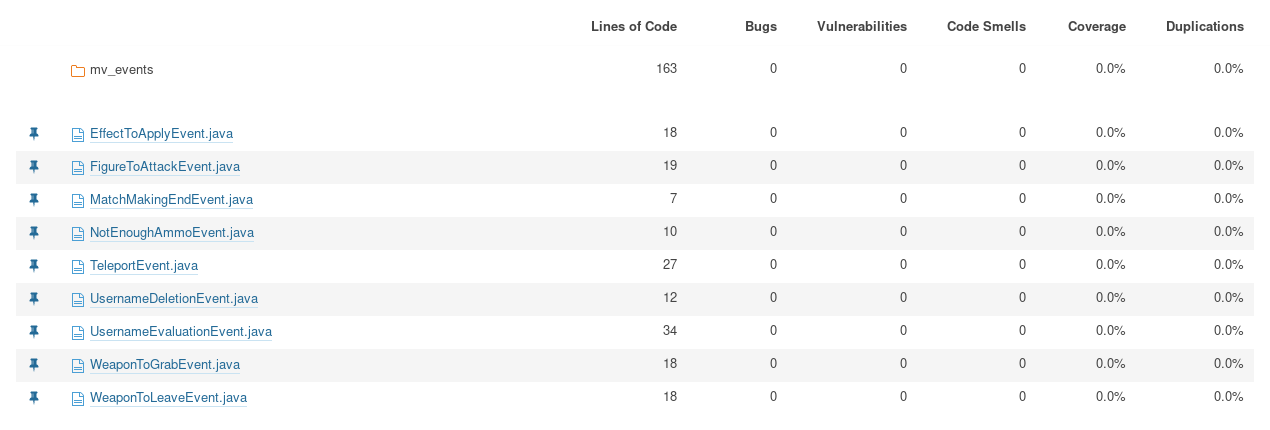 Lines of Code Bugs Vulnerabilities Code Smells Coverage Duplications
mv_events 163 0 0 0 0.0% 0.0%
EffectToApplyEvent.java 18 0 0 0 0.0% 0.0%
FigureToAttackEvent.java 19 0 0 0 0.0% 0.0%
MatchMakingEndEvent.java 7 0 0 0 0.0% 0.0%
NotEnoughAmmoEvent.java 10 0 0 0 0.0% 0.0%
TeleportEvent.java 27 0 0 0 0.0% 0.0%
UsernameDeletionEvent.java 12 0 0 0 0.0% 0.0%
UsernameEvaluationEvent.java 34 0 0 0 0.0% 0.0%
WeaponToGrabEvent.java 18 0 0 0 0.0% 0.0%
WeaponToLeaveEvent.java 18 0 0 0 0.0% 0.0%